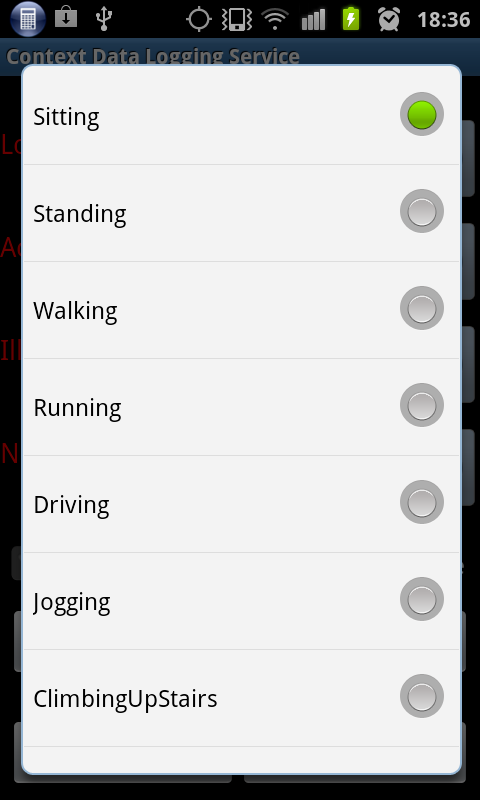 18:36
Context Data Logging Service
Sitting
Standing
Walking
Running
Driving
Jogging
ClimbingUpStairs